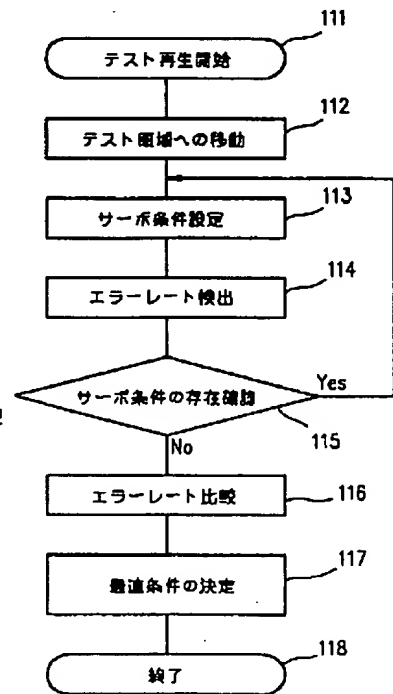 111
テスト再生開始
112
テスト領域への移動
113
サーボ条件設定
114
エラーレート検出
サーボ条件の存在確認
Yes
115
No
エラーレート比較
116
117
最適条件の決定
118
終了